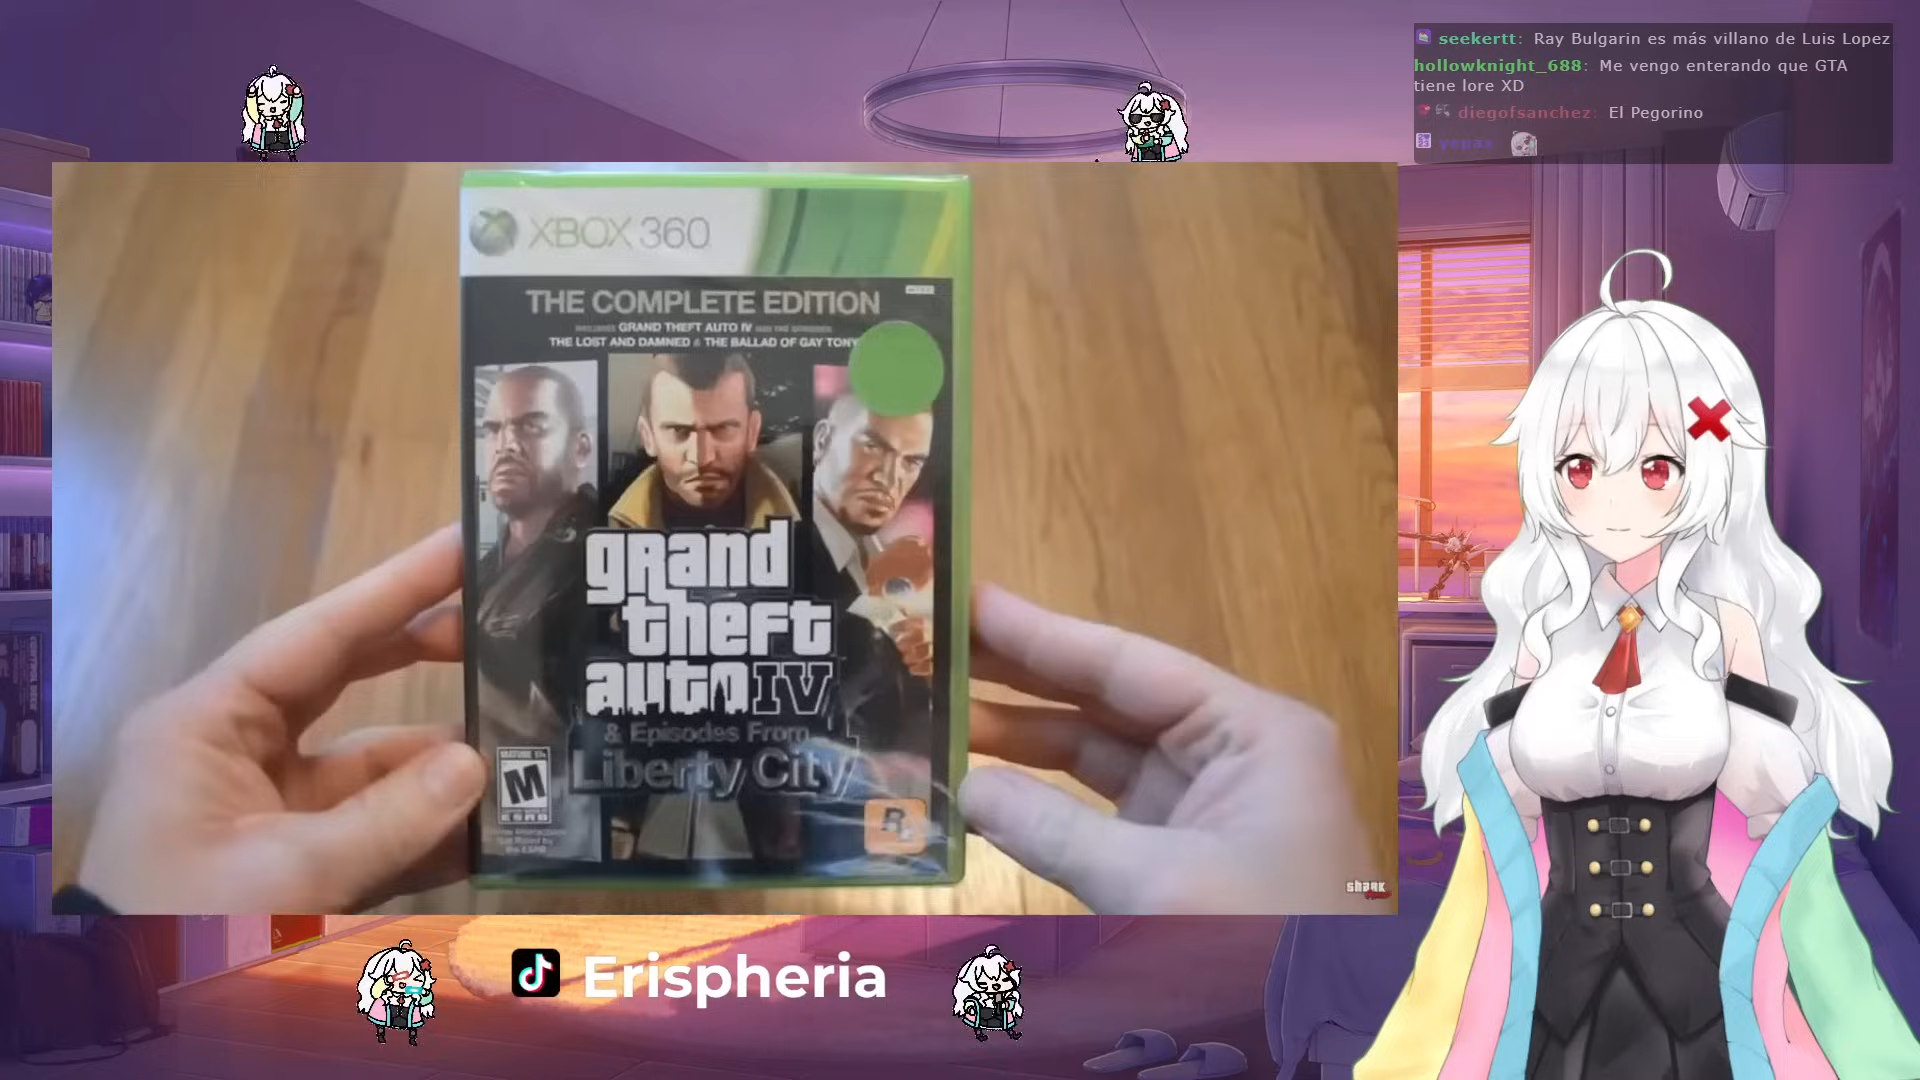 seekertt: Ray Bulgarin es más villano de Luis Lopez
hollowknight_688: Me vengo enterando que GTA
tiene lore XD
diegofsanchez: El Pegorino
XBOX 360
THE COMPLETE EDITION
GRAND THEFT AUTO IV
THE LOST AND DAMNED & THE BALLAD OF GAY TONY
grand
theft
auto IV
& Episodes From
Liberty City
M
ESRB
R
shark
Erispheria